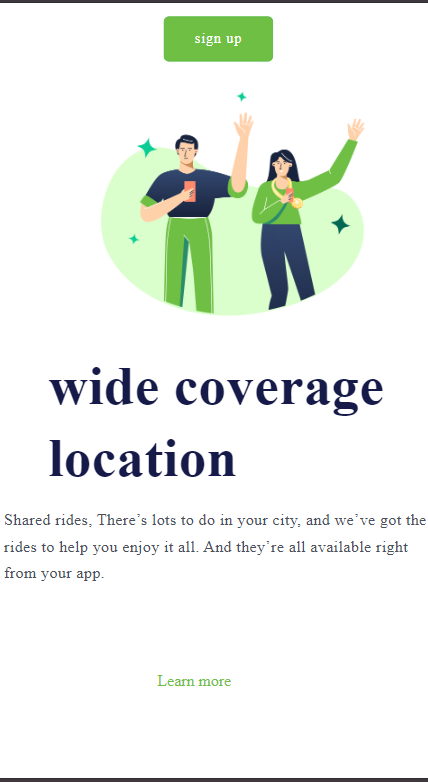 sign up
wide coverage
location
Shared rides, There’s lots to do in your city, and we’ve got the
rides to help you enjoy it all. And they’re all available right
from your app.
Learn more